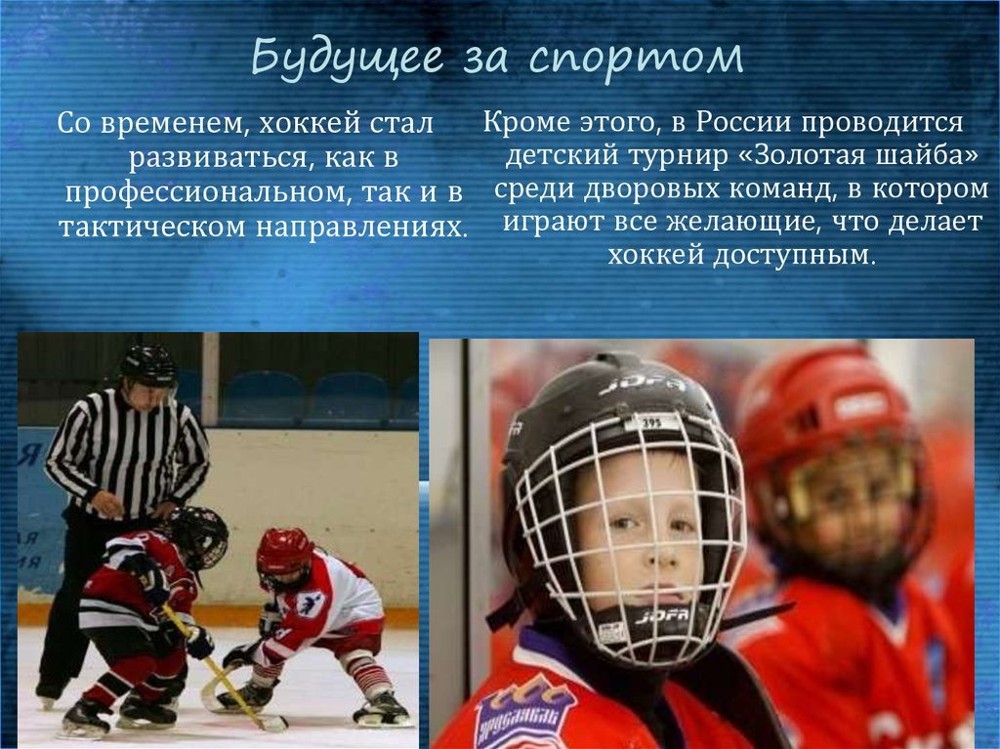 Будущее за спортом
Со временем, хоккей стал
развиваться, как в
профессиональном, так и в
тактическом направлениях.
Кроме этого, в России проводится
детский турнир «Золотая шайба»
среди дворовых команд, в котором
играют все желающие, что делает
хоккей доступным.
JOFA
395
JOFA